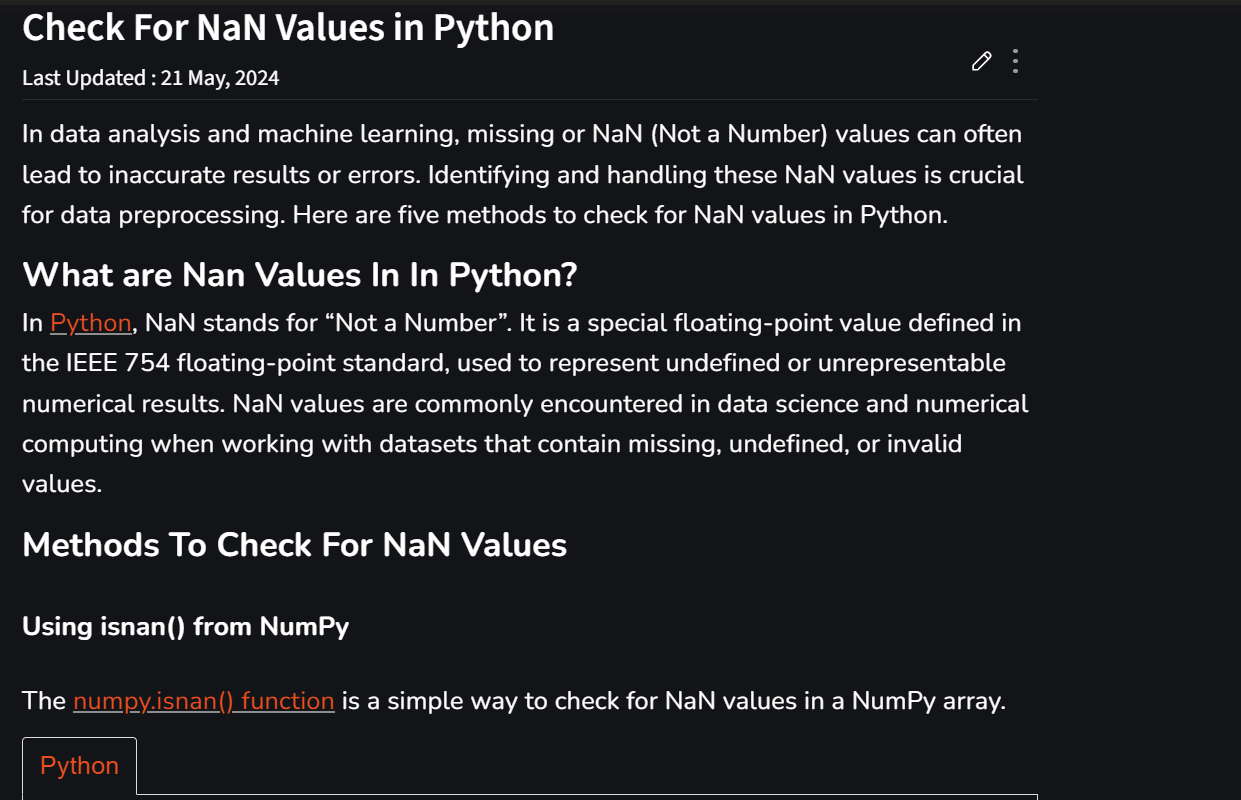 Check For NaN Values in Python
Last Updated : 21 May, 2024
In data analysis and machine learning, missing or NaN (Not a Number) values can often
lead to inaccurate results or errors. Identifying and handling these NaN values is crucial
for data preprocessing. Here are five methods to check for NaN values in Python.
What are Nan Values In In Python?
In Python, NaN stands for “Not a Number”. It is a special floating-point value defined in
the IEEE 754 floating-point standard, used to represent undefined or unrepresentable
numerical results. NaN values are commonly encountered in data science and numerical
computing when working with datasets that contain missing, undefined, or invalid
values.
Methods To Check For NaN Values
Using isnan() from NumPy
The numpy.isnan() function is a simple way to check for NaN values in a NumPy array.
Python